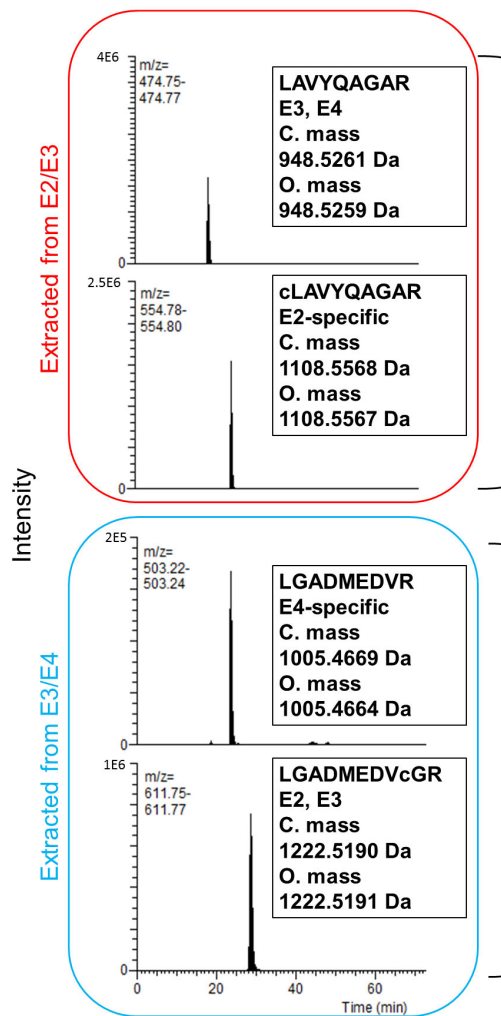 Intensity
Extracted from E2/E3
4E6
0
m/z=
474.75-
474.77
LAVYQAGAR
E3, E4
C. mass
948.5261 Da
O. mass
948.5259 Da
2.5E6
0
m/z=
554.78-
554.80
cLAVYQAGAR
E2-specific
C. mass
1108.5568 Da
O. mass
1108.5567 Da
Extracted from E3/E4
2E5
0
m/z=
503.22-
503.24
LGADMEDVR
E4-specific
C. mass
1005.4669 Da
O. mass
1005.4664 Da
1E6
0
m/z=
611.75-
611.77
LGADMEDVcGR
E2, E3
C. mass
1222.5190 Da
O. mass
1222.5191 Da
0 20 40 60
Time (min)